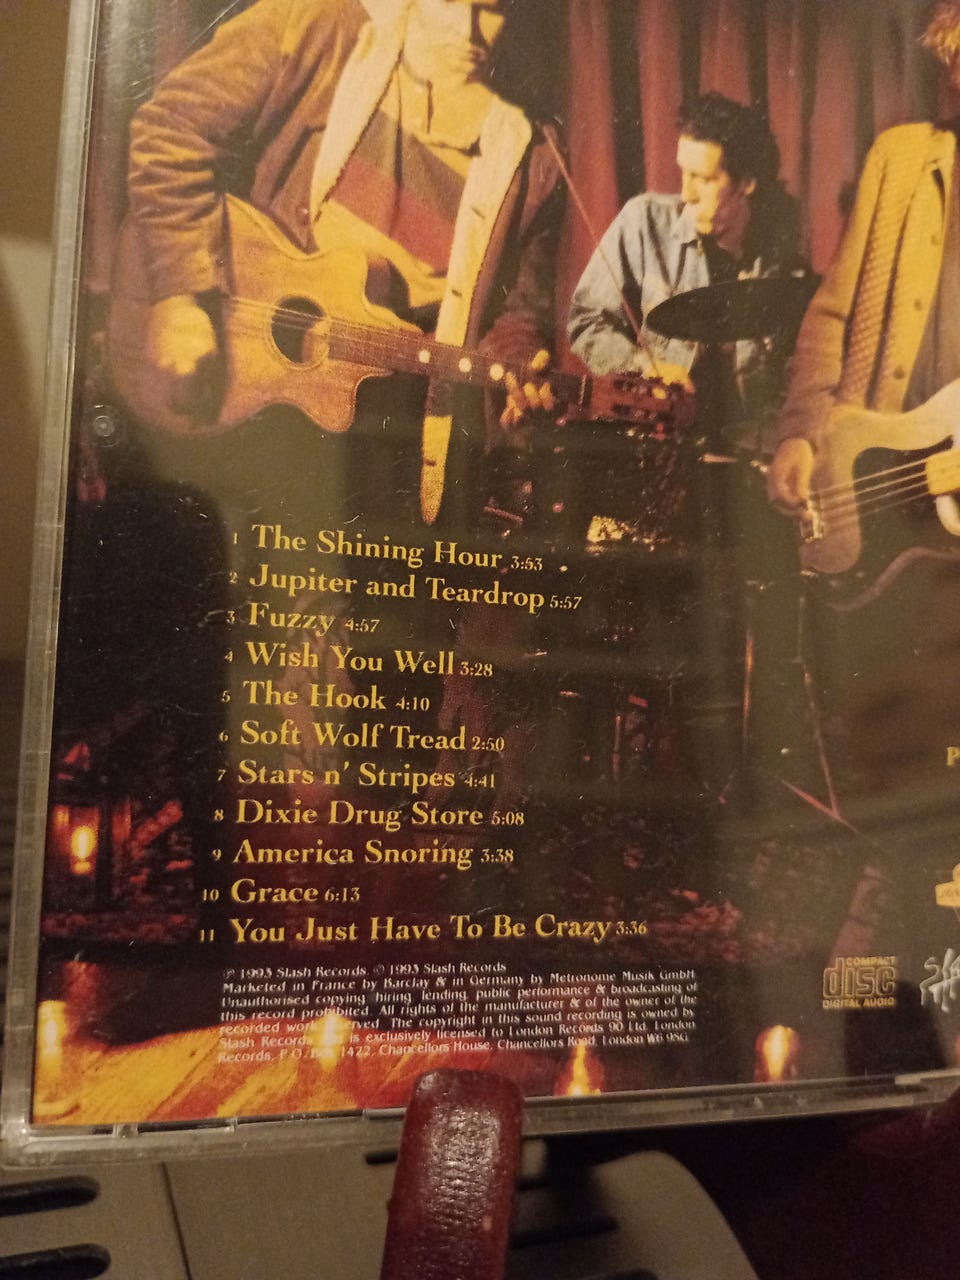 1 The Shining Hour 3:53
2 Jupiter and Teardrop 5:57
3 Fuzzy 4:57
4 Wish You Well 3:28
5 The Hook 4:10
6 Soft Wolf Tread 2:50
7 Stars n' Stripes 4:41
8 Dixie Drug Store 5:08
9 America Snoring 3:38
10 Grace 6:13
11 You Just Have To Be Crazy 3:36
℗ 1993 Slash Records. © 1993 Slash Records
Marketed in France by Barclay & in Germany by Metronome Musik GmbH
Unauthorised copying, hiring, lending, public performance & broadcasting of
this record prohibited. All rights of the manufacturer & of the owner of the
recorded work The copyright in this sound recording is owned by
Slash Records is exclusively licensed to London Records 90 Ltd. London
Records, P.O. Box 1422, Chancellors House, Chancellors Road, London W6 9SG
COMPACT
disc
DIGITAL AUDIO
P